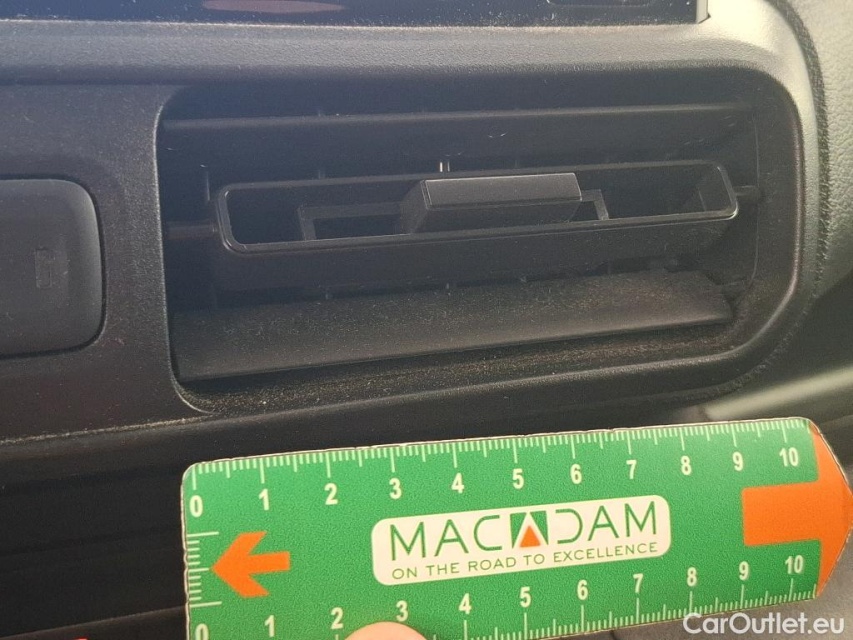 0 1 2 3 4 5 6 7 8 9 10
MACADAM
ON THE ROAD TO EXCELLENCE
0 1 2 3 4 5 6 7 8 9 10
CarOutlet.eu